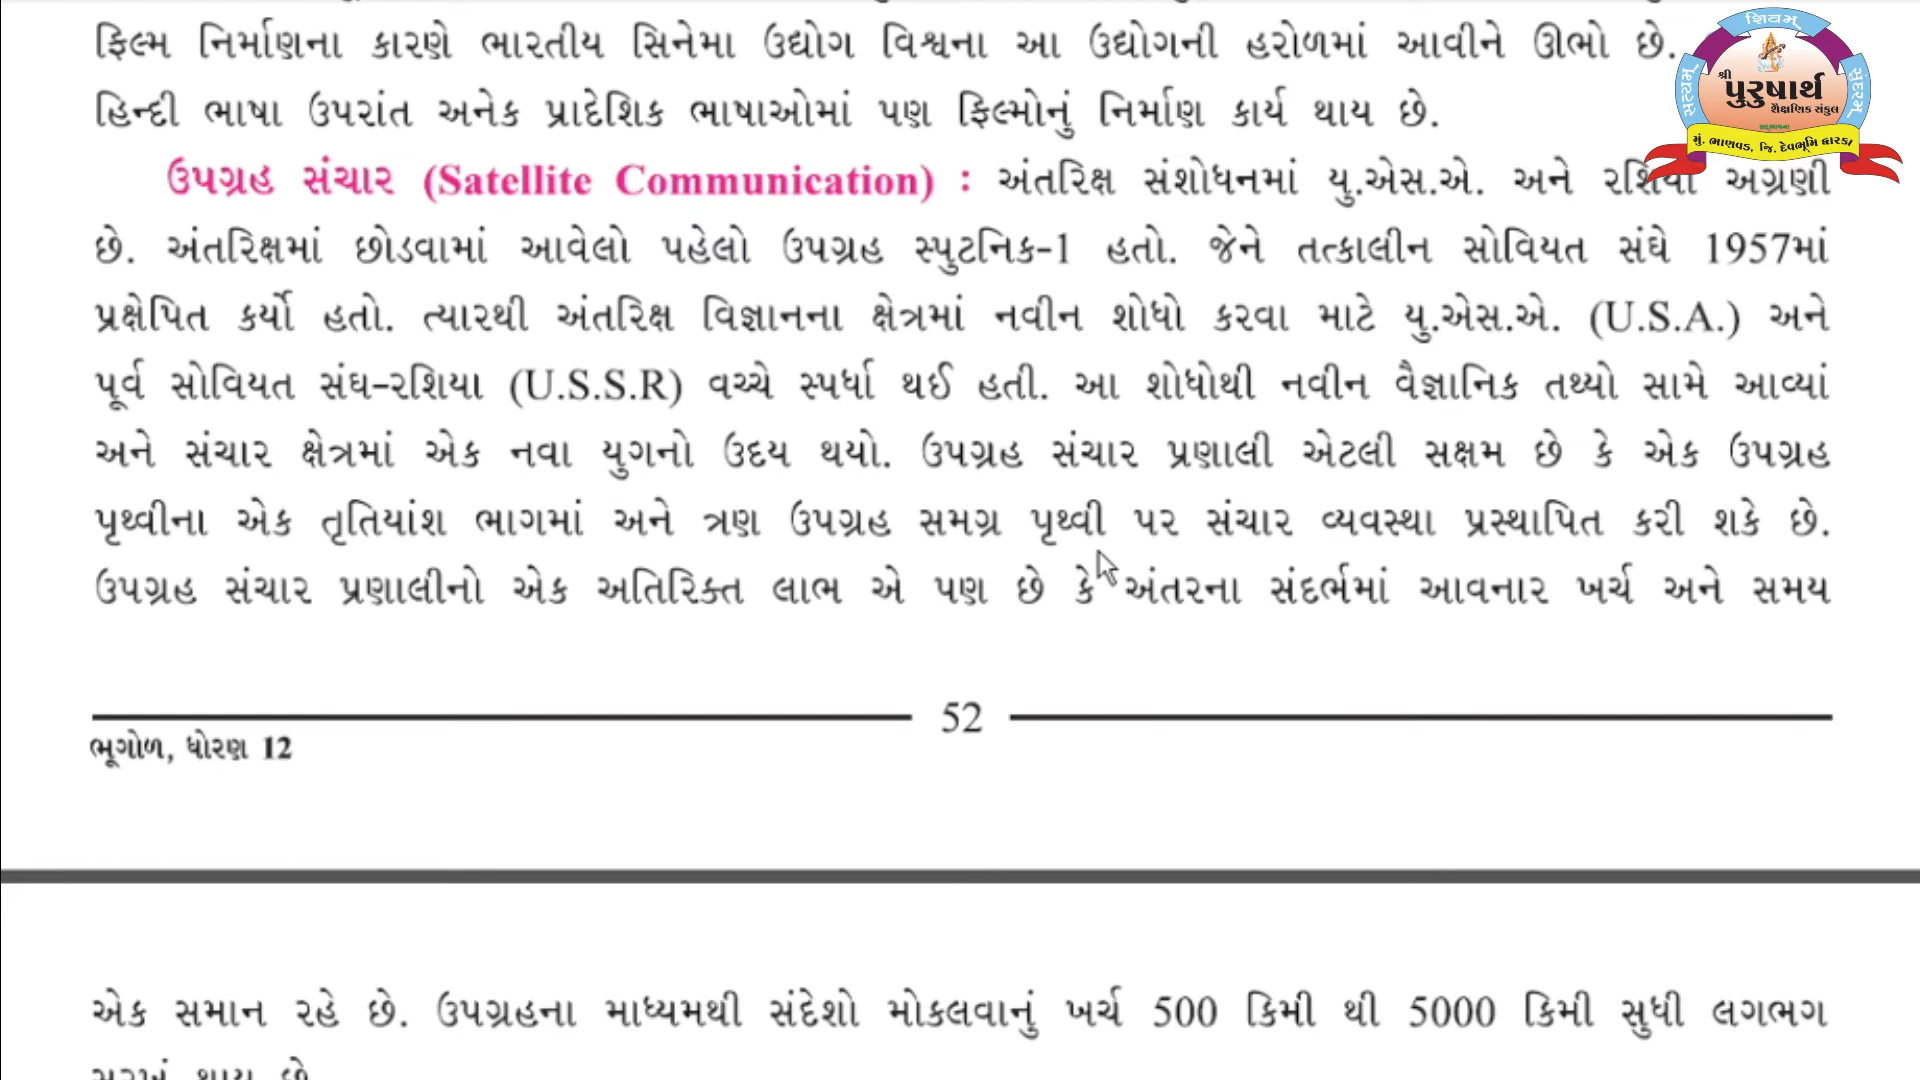 ફિલ્મ નિર્માણના કારણે ભારતીય સિનેમા ઉદ્યોગ વિશ્વના આ ઉદ્યોગની હરોળમાં આવીને ઊભો છે.
હિન્દી ભાષા ઉપરાંત અનેક પ્રાદેશિક ભાષાઓમાં પણ ફિલ્મોનું નિર્માણ કાર્ય થાય છે.
ઉપગ્રહ સંચાર (Satellite Communication) : અંતરિક્ષ સંશોધનમાં યુ.એસ.એ. અને રશિયા અગ્રણી
છે. અંતરિક્ષમાં છોડવામાં આવેલો પહેલો ઉપગ્રહ સ્પુટનિક-1 હતો. જેને તત્કાલીન સોવિયત સંઘે 1957માં
પ્રક્ષેપિત કર્યો હતો. ત્યારથી અંતરિક્ષ વિજ્ઞાનના ક્ષેત્રમાં નવીન શોધો કરવા માટે યુ.એસ.એ. (U.S.A.) અને
પૂર્વ સોવિયત સંઘ-રશિયા (U.S.S.R) વચ્ચે સ્પર્ધા થઈ હતી. આ શોધોથી નવીન વૈજ્ઞાનિક તથ્યો સામે આવ્યાં
અને સંચાર ક્ષેત્રમાં એક નવા યુગનો ઉદય થયો. ઉપગ્રહ સંચાર પ્રણાલી એટલી સક્ષમ છે કે એક ઉપગ્રહ
પૃથ્વીના એક તૃતિયાંશ ભાગમાં અને ત્રણ ઉપગ્રહ સમગ્ર પૃથ્વી પર સંચાર વ્યવસ્થા પ્રસ્થાપિત કરી શકે છે.
ઉપગ્રહ સંચાર પ્રણાલીનો એક અતિરિક્ત લાભ એ પણ છે કે અંતરના સંદર્ભમાં આવનાર ખર્ચ અને સમય
52
ભૂગોળ, ધોરણ 12
એક સમાન રહે છે. ઉપગ્રહના માધ્યમથી સંદેશો મોકલવાનું ખર્ચ 500 કિમી થી 5000 કિમી સુધી લગભગ
શિવમ્
સત્યમ્
સુંદરમ્
શ્રી
પુરુષાર્થ
શૈક્ષણિક સંકુલ
મું. ભાણવડ, જિ. દેવભૂમિ દ્વારકા